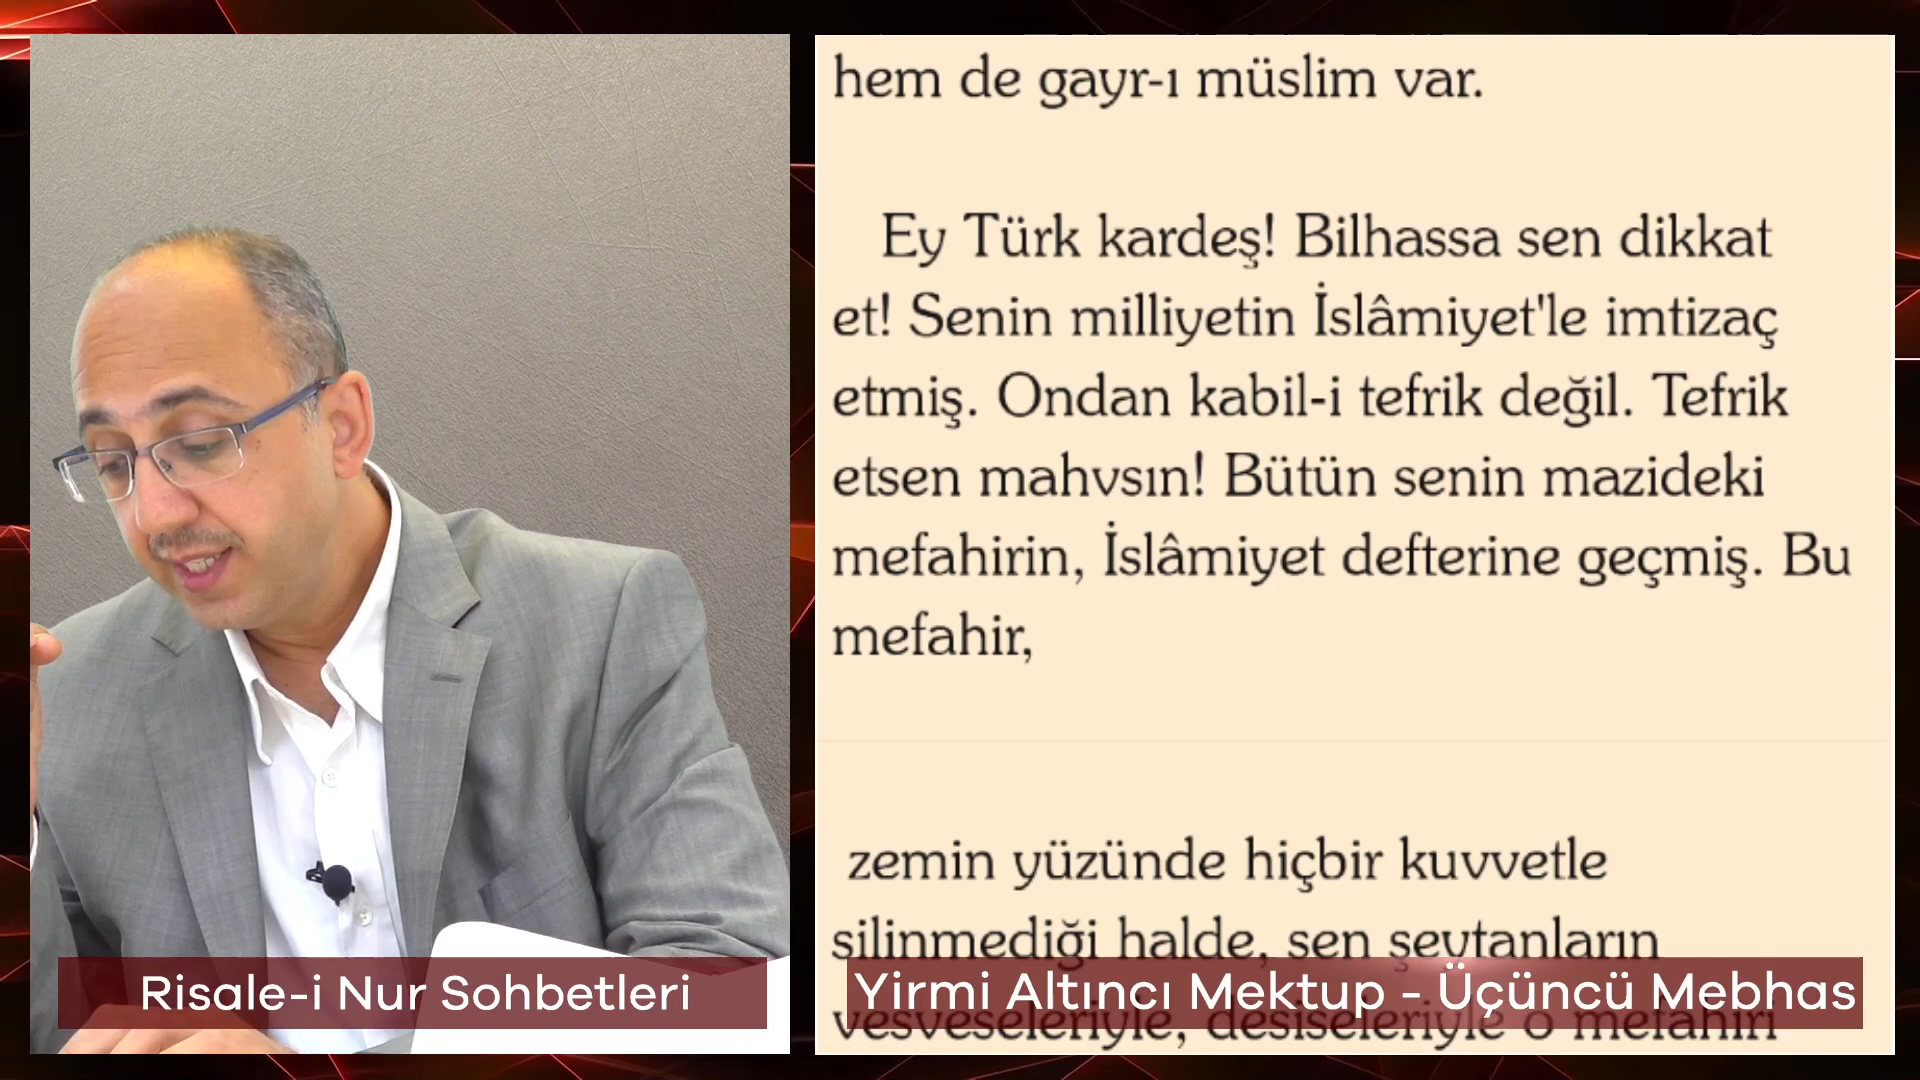 hem de gayr-ı müslim var.
Ey Türk kardeş! Bilhassa sen dikkat
et! Senin milliyetin İslâmiyet'le imtizaç
etmiş. Ondan kabil-i tefrik değil. Tefrik
etsen mahvsın! Bütün senin mazideki
mefahirin, İslâmiyet defterine geçmiş. Bu
mefahir,
zemin yüzünde hiçbir kuvvetle
silinmediği halde, sen şeytanların
vesveseleriyle, desiseleriyle o mefahiri
Risale-i Nur Sohbetleri
Yirmi Altıncı Mektup - Üçüncü Mebhas